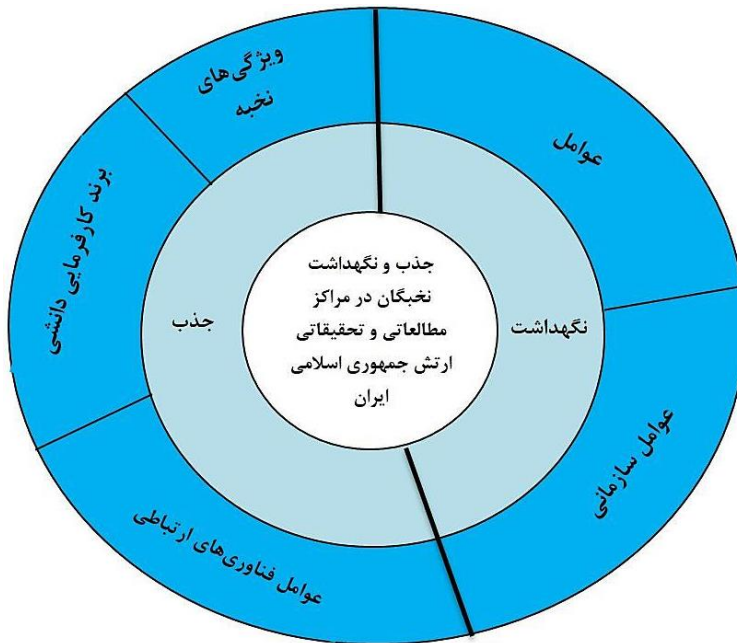 ویژگی‌های
نخبه
عوامل
برند کارفرمایی دانشی
جذب و نگهداشت
نخبگان در مراکز
مطالعاتی و تحقیقاتی
ارتش جمهوری اسلامی
ایران
جذب
نگهداشت
عوامل سازمانی
عوامل فناوری‌های ارتباطی